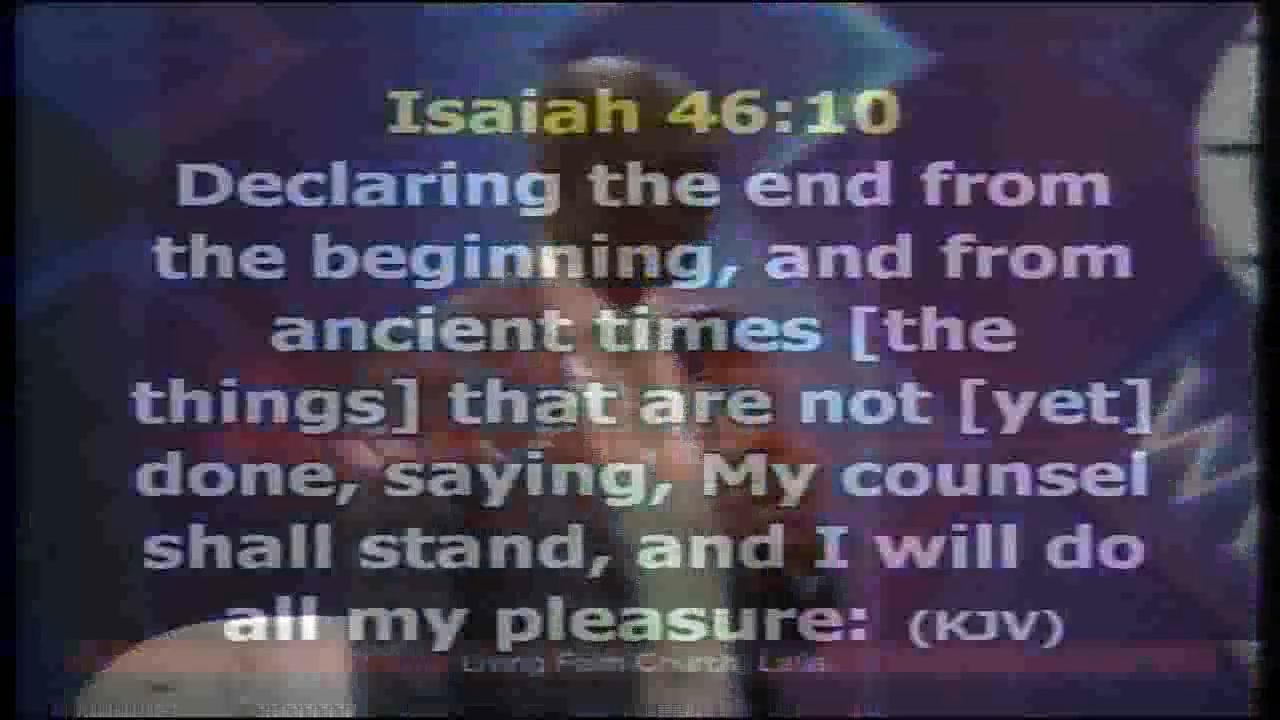 Isaiah 46:10
Declaring the end from
the beginning, and from
ancient times [the
things] that are not [yet]
done, saying, My counsel
shall stand, and I will do
all my pleasure: (KJV)
Living Faith Church,